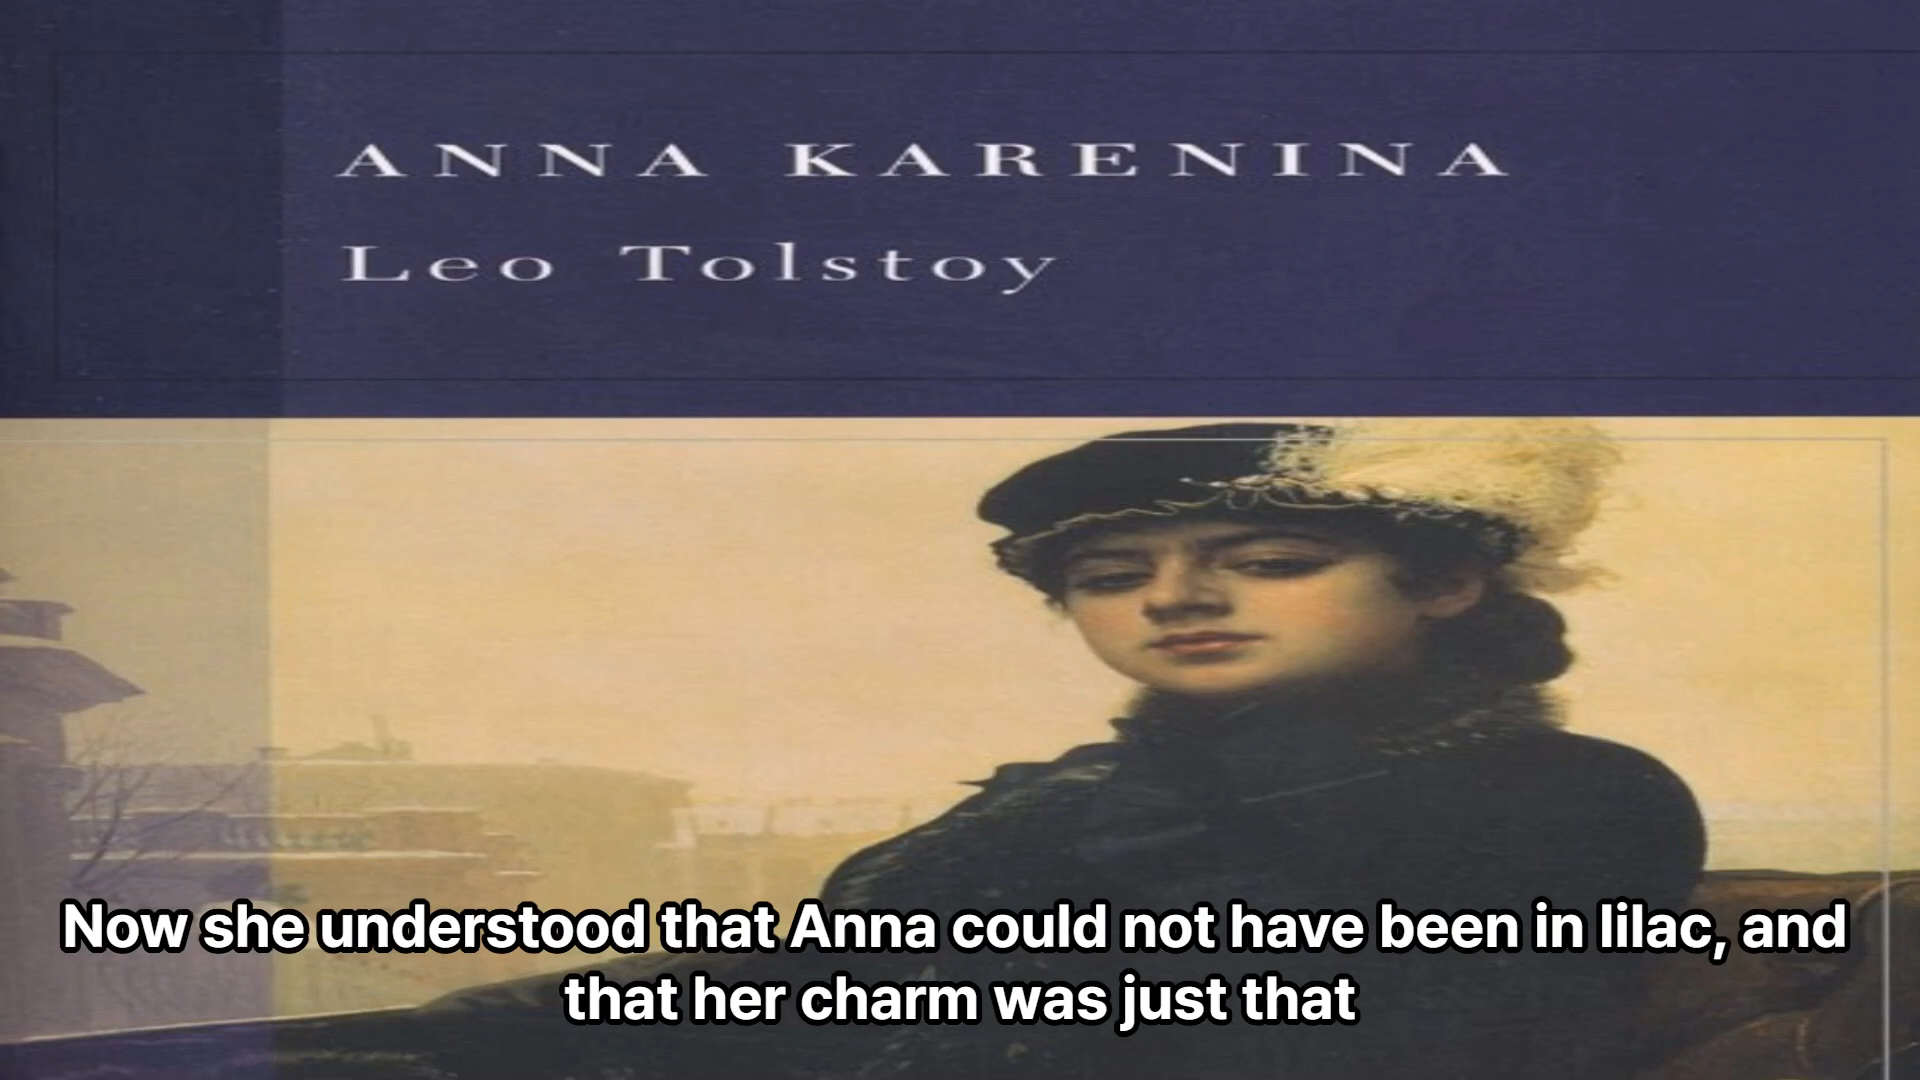 ANNA KARENINA
Leo Tolstoy
Now she understood that Anna could not have been in lilac, and
that her charm was just that